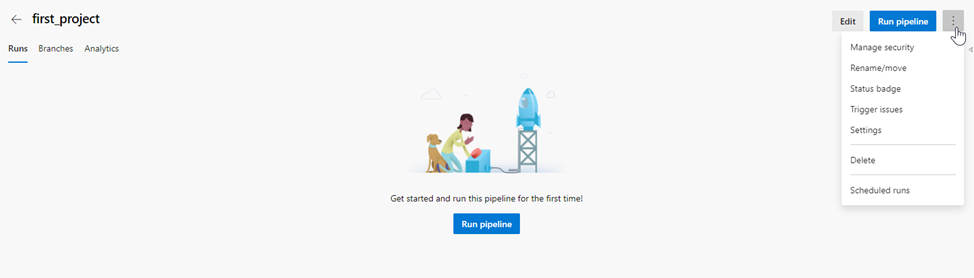 first_project
Edit
Run pipeline
Runs
Branches
Analytics
Manage security
Rename/move
Status badge
Trigger issues
Settings
Delete
Scheduled runs
Get started and run this pipeline for the first time!
Run pipeline